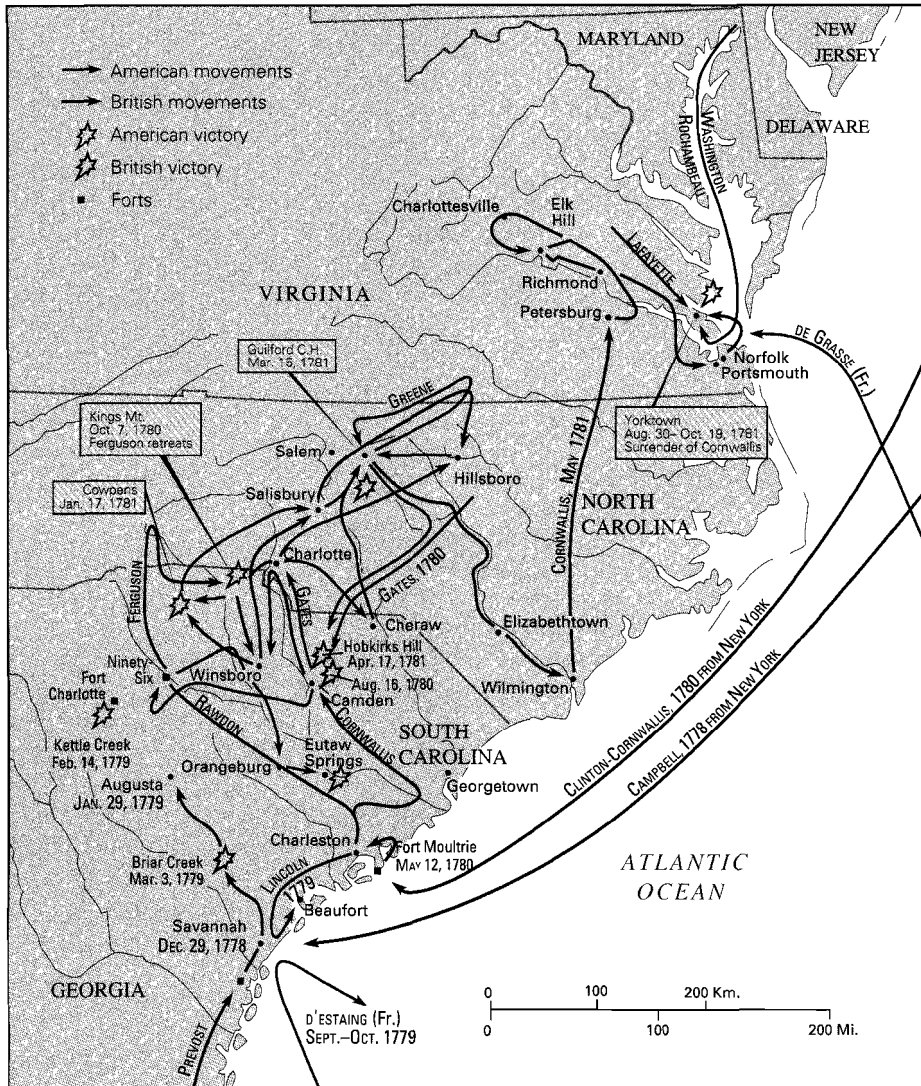 MARYLAND
NEW
JERSEY
DELAWARE
American movements
British movements
American victory
British victory
Forts
WASHINGTON
ROCHAMBEAU
Charlottesville
Elk
Hill
LAFAYETTE
Richmond
VIRGINIA
Petersburg
DE GRASSE (Fr.)
Norfolk
Portsmouth
Guilford C.H.
Mar. 15, 1781
GREENE
Kings Mt.
Oct. 7, 1780
Ferguson retreats
Yorktown
Aug. 30–Oct. 19, 1781
Surrender of Cornwallis
Salem
Hillsboro
Cowpens
Jan. 17, 1781
Salisbury
NORTH
CAROLINA
CORNWALLIS, MAY 1781
Charlotte
GATES, 1780
FERGUSON
GATES
Cheraw
Elizabethtown
Hobkirks Hill
Apr. 17, 1781
Ninety-
Six
Winsboro
Aug. 16, 1780
Camden
Wilmington
Fort
Charlotte
RAWDON
CORNWALLIS
SOUTH
CAROLINA
Kettle Creek
Feb. 14, 1779
Eutaw
Springs
Orangeburg
Georgetown
CLINTON-CORNWALLIS, 1780 FROM NEW YORK
CAMPBELL, 1778 FROM NEW YORK
Augusta
JAN. 29, 1779
Charleston
Fort Moultrie
MAY 12, 1780
Briar Creek
Mar. 3, 1779
LINCOLN
1779
Beaufort
ATLANTIC
OCEAN
Savannah
DEC. 29, 1778
GEORGIA
PREVOST
D'ESTAING (Fr.)
SEPT.–OCT. 1779
0 100 200 Km.
0 100 200 Mi.